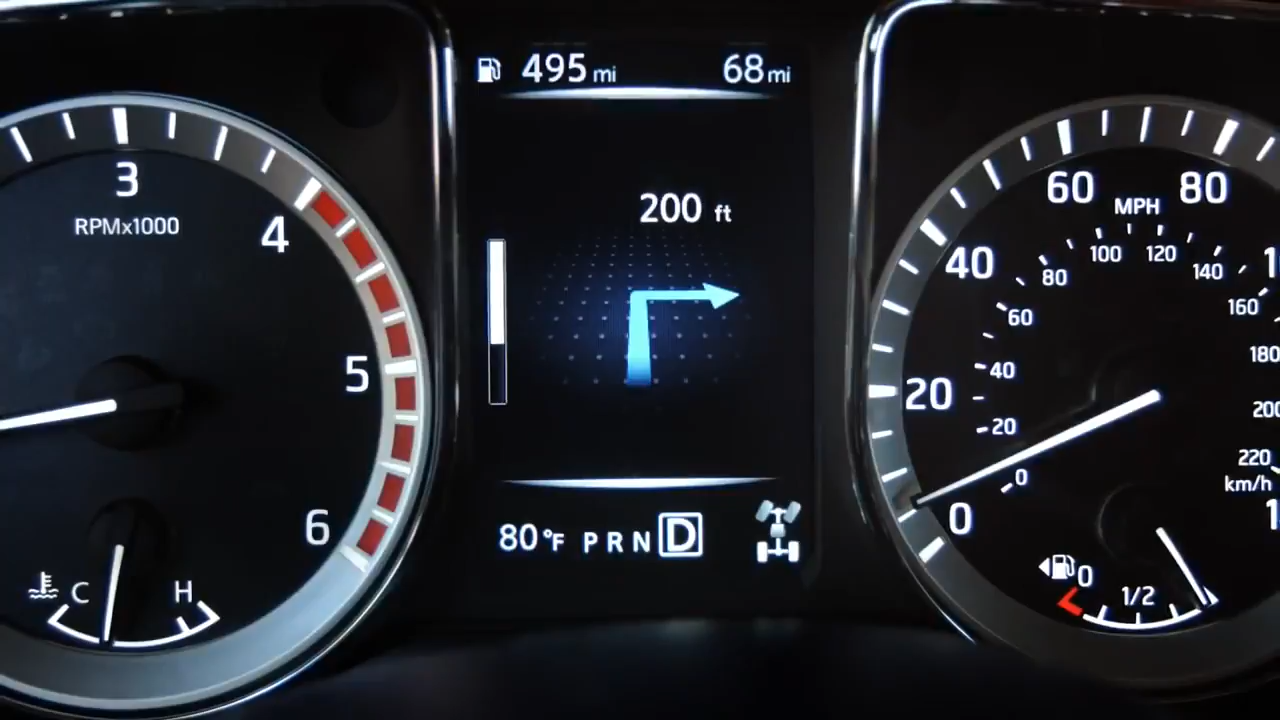 495 mi 68 mi
200 ft
80°F P R N D
3
RPMx1000
4
5
6
C H
60 80
MPH
40
20
0
100 120
80 140
60 160
40 180
20 200
0 220
km/h
0 1/2